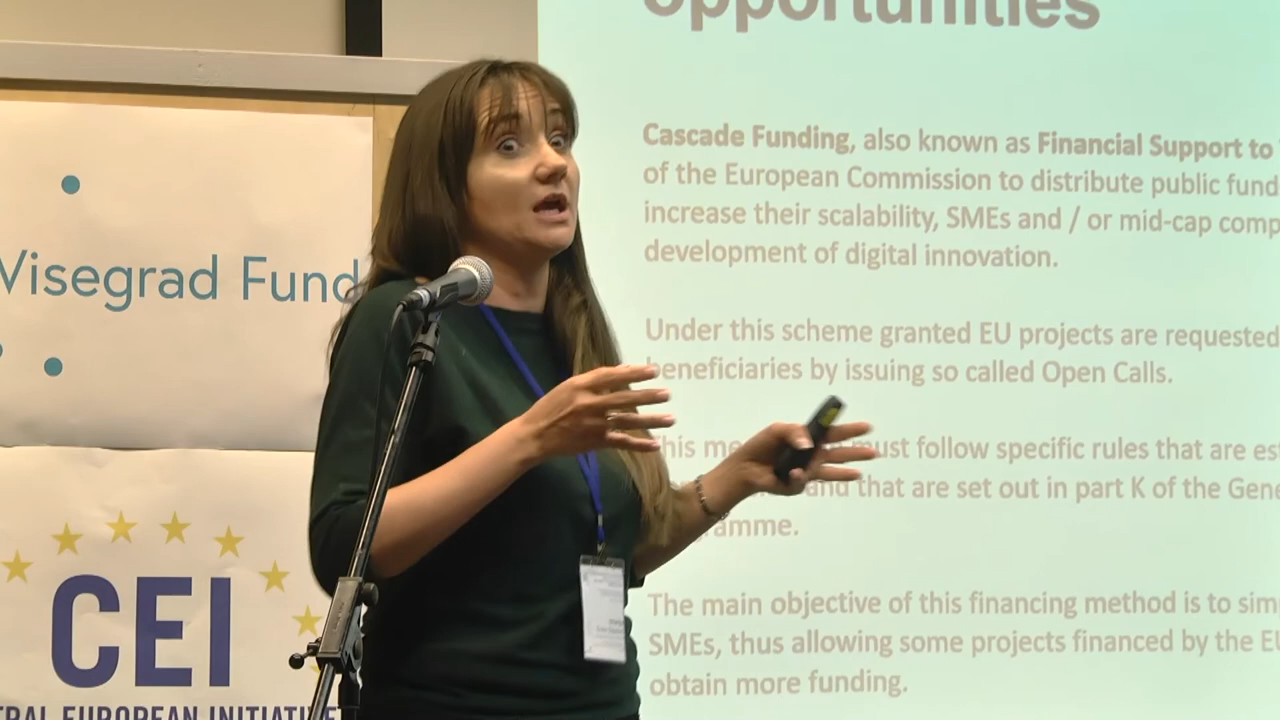 opportunities
Cascade Funding, also known as Financial Support to
of the European Commission to distribute public fund
increase their scalability, SMEs and / or mid-cap comp
development of digital innovation.
Under this scheme granted EU projects are requested
beneficiaries by issuing so called Open Calls.
This me must follow specific rules that are es
and that are set out in part K of the Gene
ramme.
The main objective of this financing method is to sim
SMEs, thus allowing some projects financed by the EU
obtain more funding.
Visegrad Fund
CEI
TRAL EUROPEAN INITIATIVE